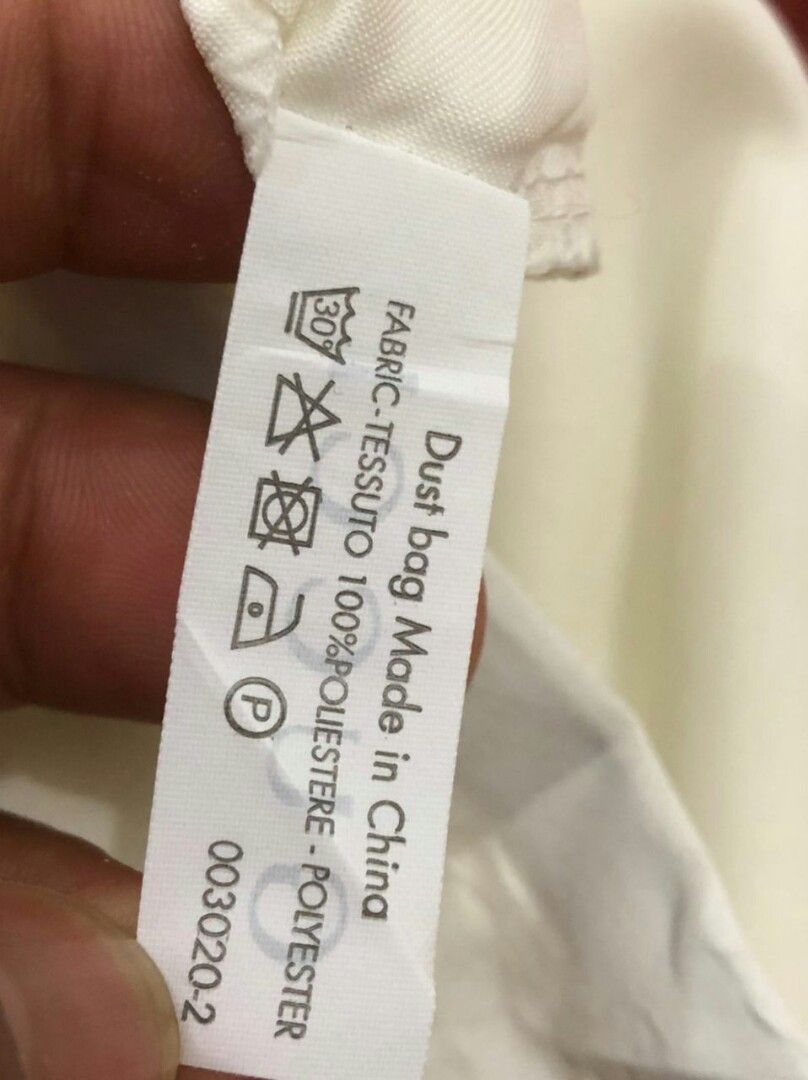 Dust bag Made in China
FABRIC-TESSUTO 100%POLIESTERE - POLYESTER
30°
P
003020-2